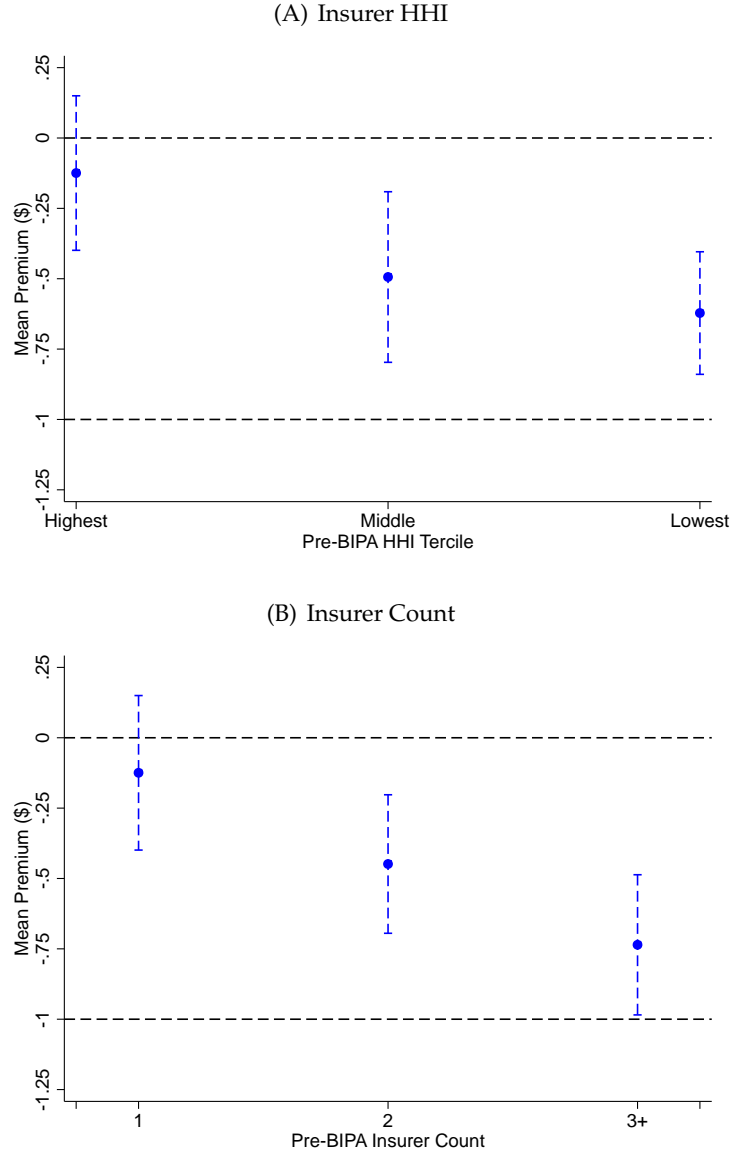 (A) Insurer HHI
.25
0
-.25
-.5
-.75
-1
-1.25
Mean Premium ($)
Highest
Middle
Lowest
Pre-BIPA HHI Tercile
(B) Insurer Count
.25
0
-.25
-.5
-.75
-1
-1.25
Mean Premium ($)
1
2
3+
Pre-BIPA Insurer Count